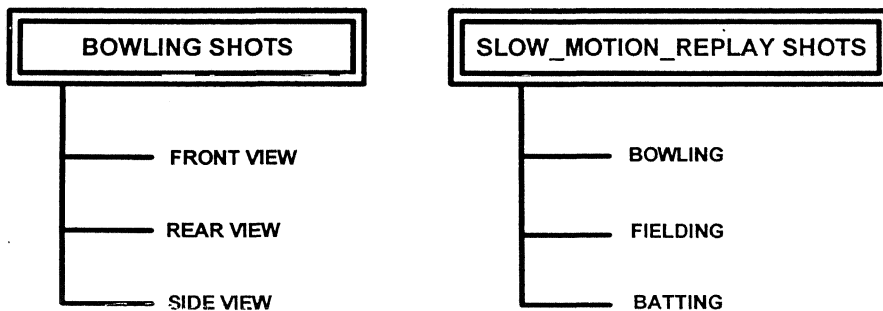 BOWLING SHOTS
FRONT VIEW
REAR VIEW
SIDE VIEW
SLOW_MOTION_REPLAY SHOTS
BOWLING
FIELDING
BATTING